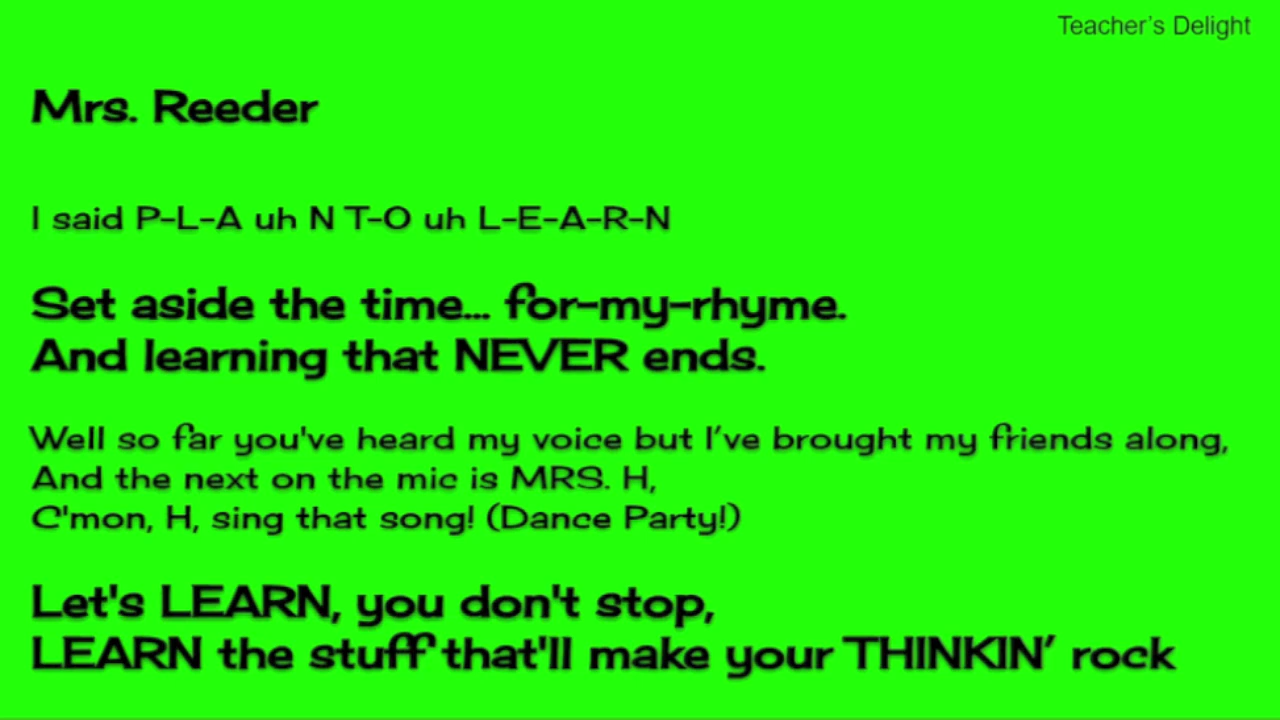 Teacher’s Delight
Mrs. Reeder
I said P-L-A uh N T-O uh L-E-A-R-N
Set aside the time... for-my-rhyme.
And learning that NEVER ends.
Well so far you've heard my voice but I’ve brought my friends along,
And the next on the mic is MRS. H,
C'mon, H, sing that song! (Dance Party!)
Let's LEARN, you don't stop,
LEARN the stuff that'll make your THINKIN’ rock